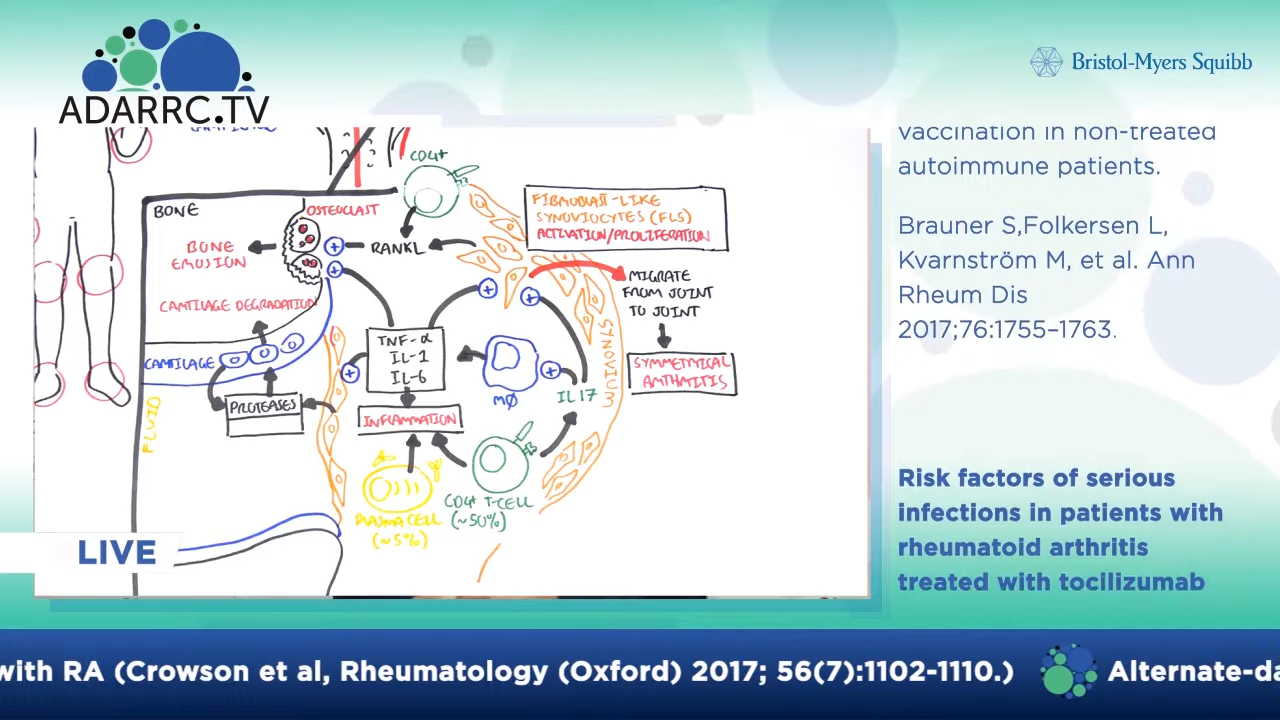 ADARRC.TV
Bristol-Myers Squibb
CD4+
BONE
OSTEOCLAST
BONE
EROSION
RANKL
FIBROBLAST-LIKE
SYNOVIOCYTES (FLS)
ACTIVATION/PROLIFERATION
MIGRATE
FROM JOINT
TO JOINT
CARTILAGE DEGRADATION
+
+
+
+
TNF-α
IL-1
IL-6
SYNOVIUM
SYMMETRICAL
ARTHRITIS
CARTILAGE
+
+
MØ
IL17
PROTEASES
FLUID
INFLAMMATION
PLASMA CELL
(~5%)
CD4+ T-CELL
(~50%)
LIVE
vaccination in non-treated
autoimmune patients.
Brauner S,Folkersen L,
Kvarnström M, et al. Ann
Rheum Dis
2017;76:1755–1763.
Risk factors of serious
infections in patients with
rheumatoid arthritis
treated with tocilizumab
with RA (Crowson et al, Rheumatology (Oxford) 2017; 56(7):1102-1110.)
Alternate-da